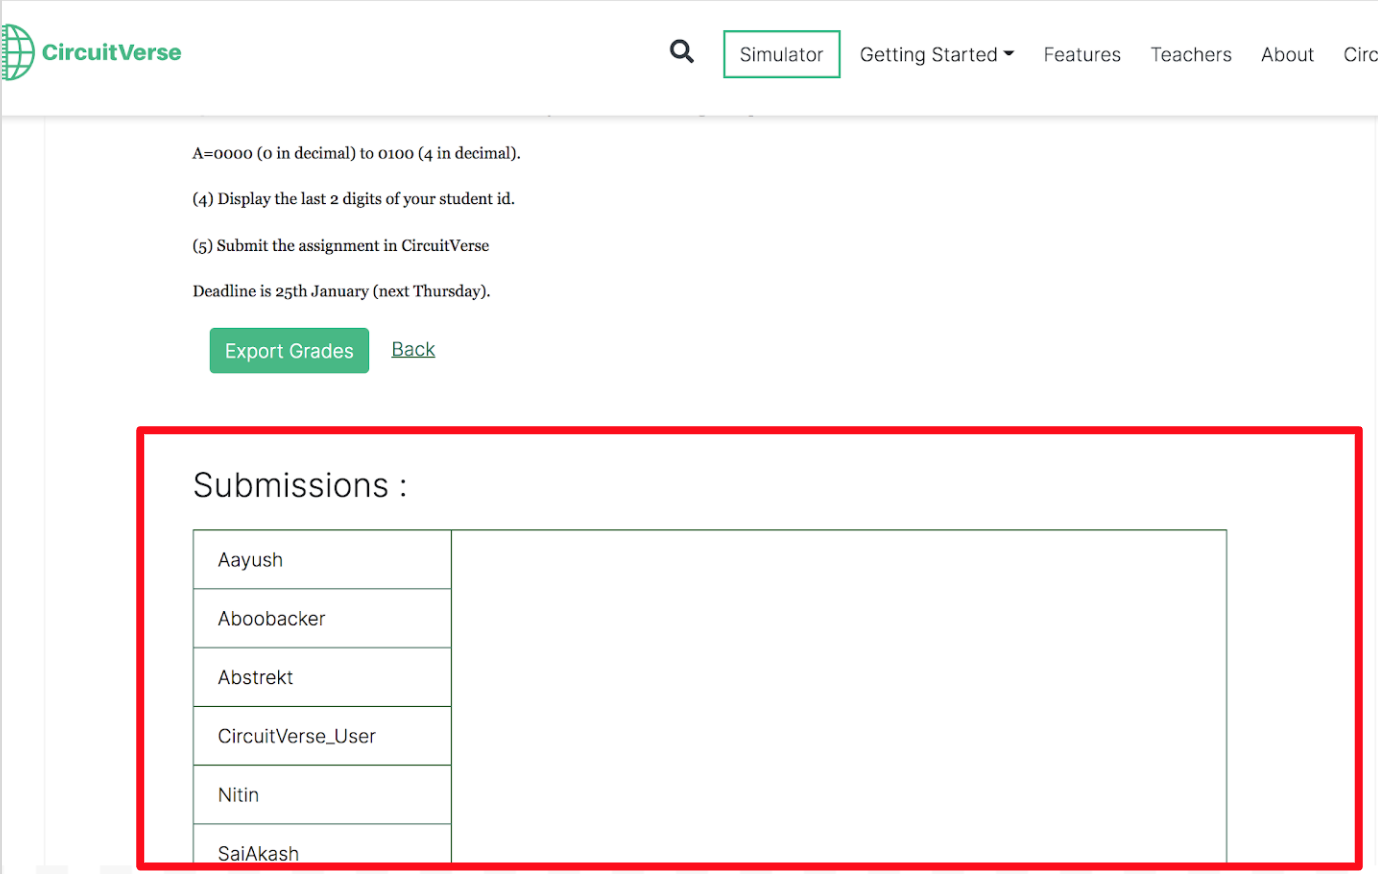 CircuitVerse
Simulator Getting Started Features Teachers About Circ
A=0000 (0 in decimal) to 0100 (4 in decimal).
(4) Display the last 2 digits of your student id.
(5) Submit the assignment in CircuitVerse
Deadline is 25th January (next Thursday).
Export Grades Back
Submissions :
Aayush
Aboobacker
Abstrekt
CircuitVerse_User
Nitin
SaiAkash